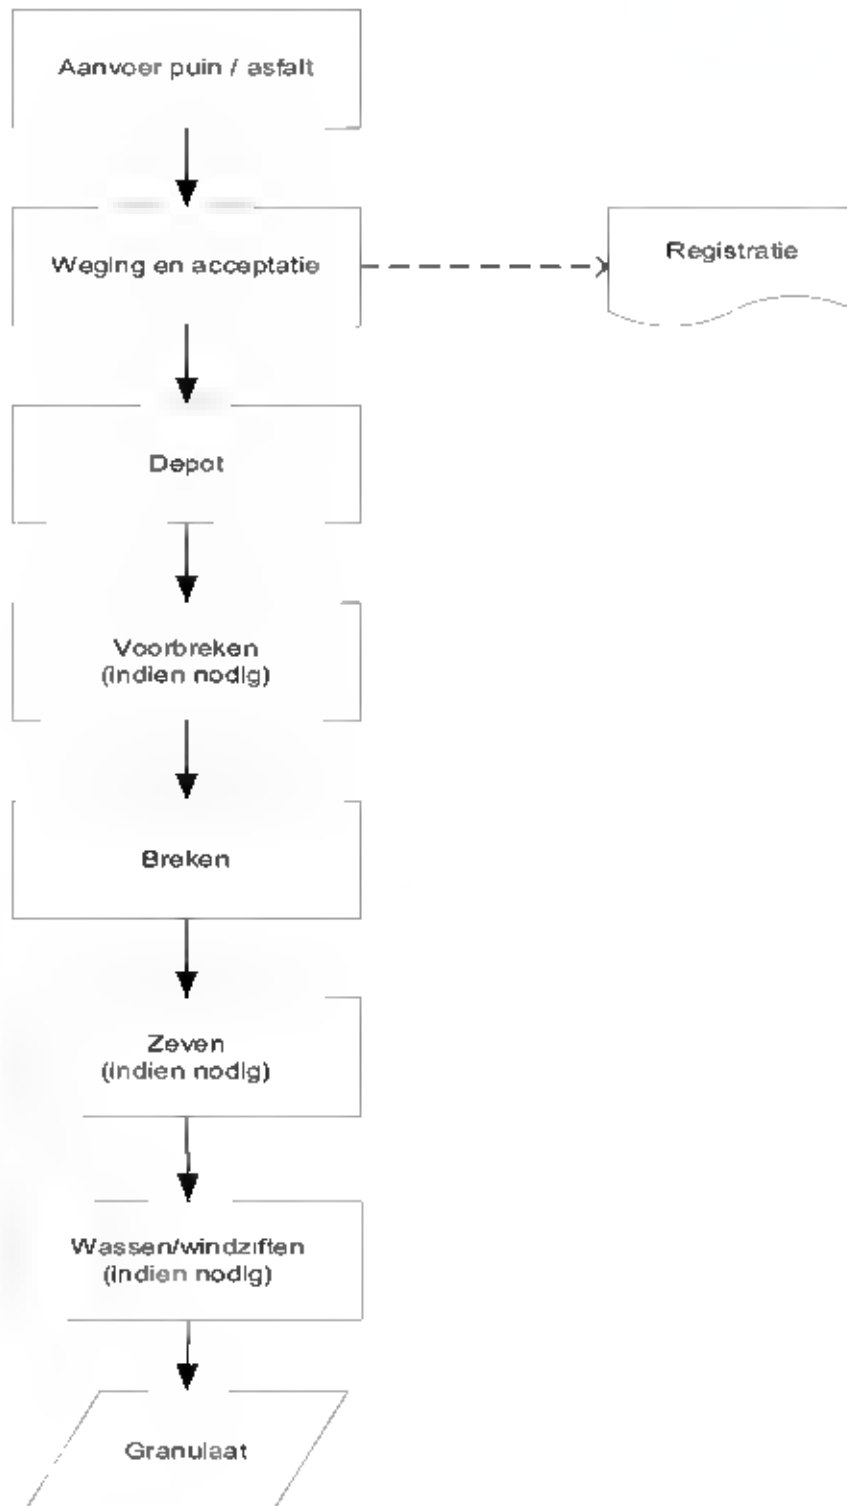 Aanvoer puin / asfalt
Weging en acceptatie
Registratie
Depot
Voorbreken
(indien nodig)
Breken
Zeven
(indien nodig)
Wassen/windziften
(indien nodig)
Granulaat